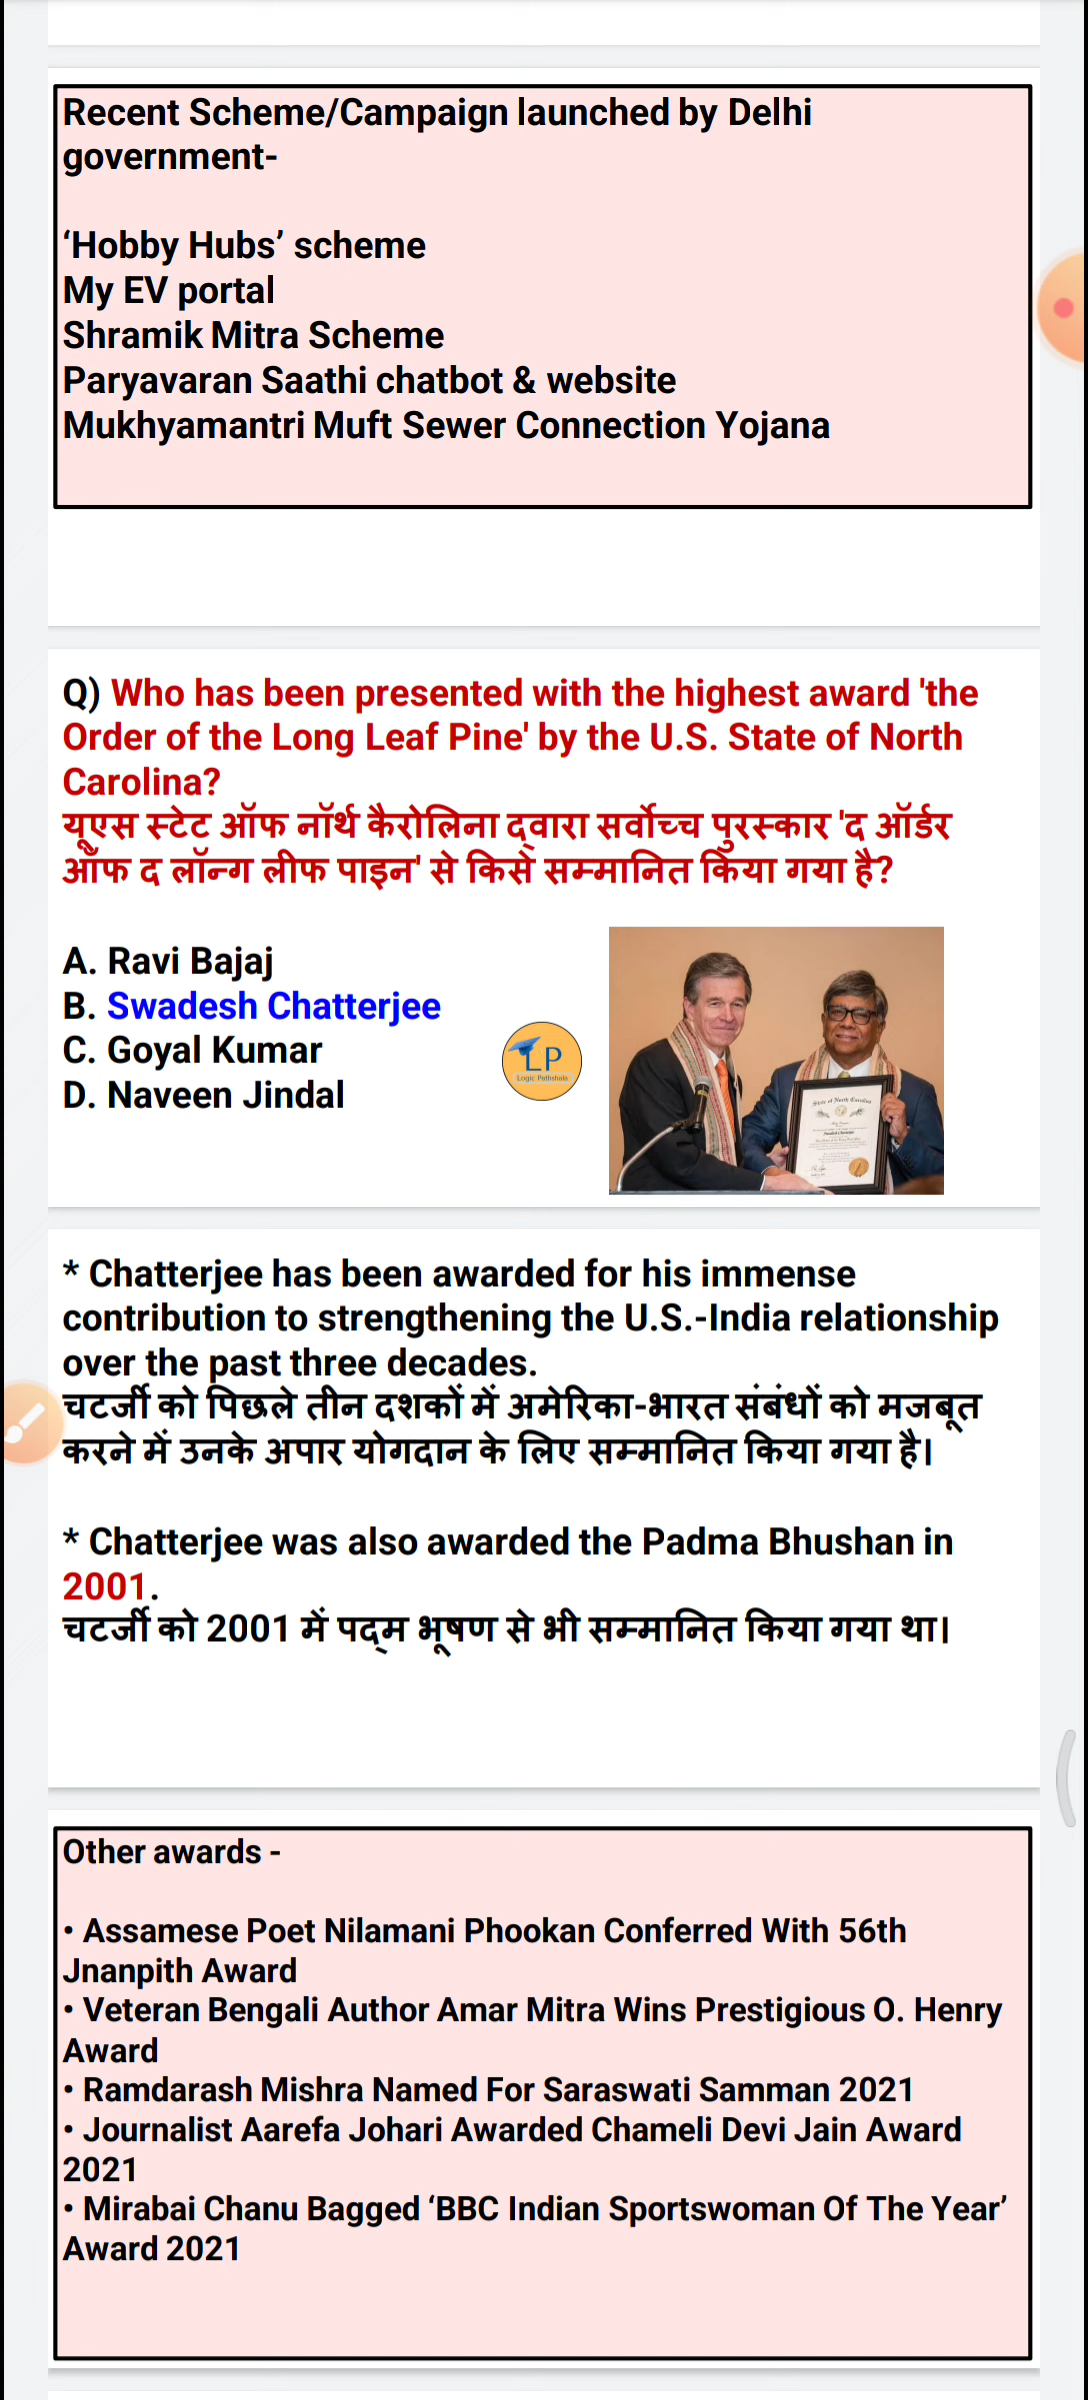 Recent Scheme/Campaign launched by Delhi
government-
‘Hobby Hubs’ scheme
My EV portal
Shramik Mitra Scheme
Paryavaran Saathi chatbot & website
Mukhyamantri Muft Sewer Connection Yojana
Q) Who has been presented with the highest award 'the
Order of the Long Leaf Pine' by the U.S. State of North
Carolina?
यूएस स्टेट ऑफ नॉर्थ कैरोलिना द्वारा सर्वोच्च पुरस्कार 'द ऑर्डर
ऑफ द लॉन्ग लीफ पाइन' से किसे सम्मानित किया गया है?
A. Ravi Bajaj
B. Swadesh Chatterjee
C. Goyal Kumar
D. Naveen Jindal
LP
Logic Pathshala
State of North Carolina
* Chatterjee has been awarded for his immense
contribution to strengthening the U.S.-India relationship
over the past three decades.
चटर्जी को पिछले तीन दशकों में अमेरिका-भारत संबंधों को मजबूत
करने में उनके अपार योगदान के लिए सम्मानित किया गया है।
* Chatterjee was also awarded the Padma Bhushan in
2001.
चटर्जी को 2001 में पद्म भूषण से भी सम्मानित किया गया था।
Other awards -
• Assamese Poet Nilamani Phookan Conferred With 56th
Jnanpith Award
• Veteran Bengali Author Amar Mitra Wins Prestigious O. Henry
Award
• Ramdarash Mishra Named For Saraswati Samman 2021
• Journalist Aarefa Johari Awarded Chameli Devi Jain Award
2021
• Mirabai Chanu Bagged ‘BBC Indian Sportswoman Of The Year’
Award 2021